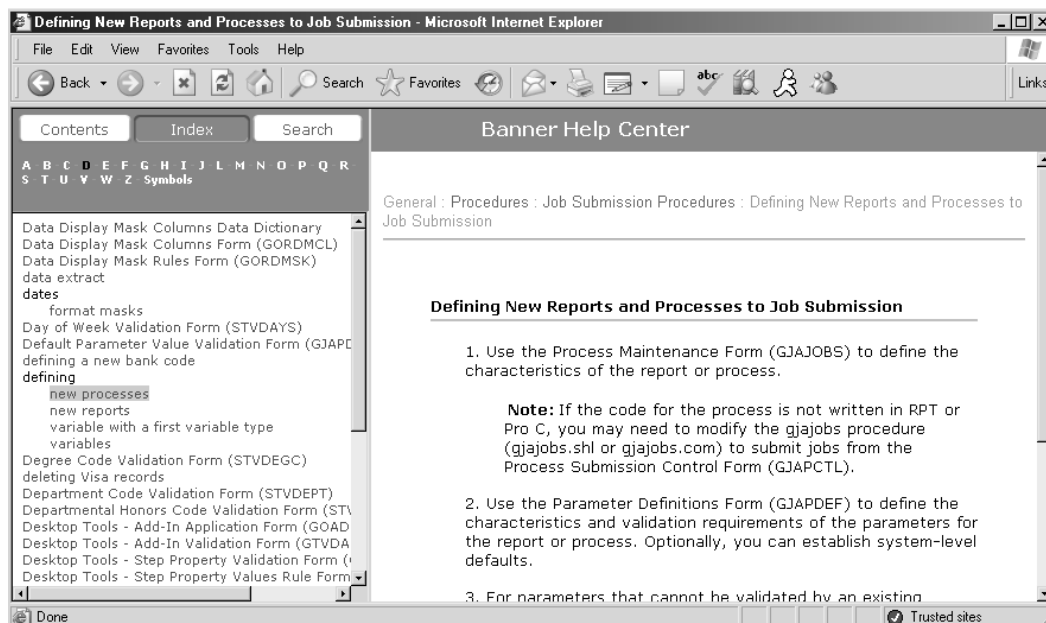 Defining New Reports and Processes to Job Submission - Microsoft Internet Explorer
File Edit View Favorites Tools Help
Back Search Favorites Links
Contents Index Search
Banner Help Center
A B C D E F G H I J L M N O P Q R
S T U V W Z Symbols
General : Procedures : Job Submission Procedures : Defining New Reports and Processes to
Job Submission
Data Display Mask Columns Data Dictionary
Data Display Mask Columns Form (GORDMCL)
Data Display Mask Rules Form (GORDMSK)
data extract
dates
format masks
Day of Week Validation Form (STVDAYS)
Default Parameter Value Validation Form (GJAPD
defining a new bank code
defining
new processes
new reports
variable with a first variable type
variables
Degree Code Validation Form (STVDEGC)
deleting Visa records
Department Code Validation Form (STVDEPT)
Departmental Honors Code Validation Form (STV
Desktop Tools - Add-In Application Form (GOAD
Desktop Tools - Add-In Validation Form (GTVDA
Desktop Tools - Step Property Validation Form (
Desktop Tools - Step Property Values Rule Form
Defining New Reports and Processes to Job Submission
1. Use the Process Maintenance Form (GJAJOBS) to define the
characteristics of the report or process.
Note: If the code for the process is not written in RPT or
Pro C, you may need to modify the gjajobs procedure
(gjajobs.shl or gjajobs.com) to submit jobs from the
Process Submission Control Form (GJAPCTL).
2. Use the Parameter Definitions Form (GJAPDEF) to define the
characteristics and validation requirements of the parameters for
the report or process. Optionally, you can establish system-level
defaults.
3. For parameters that cannot be validated by an existing
Done
Trusted sites